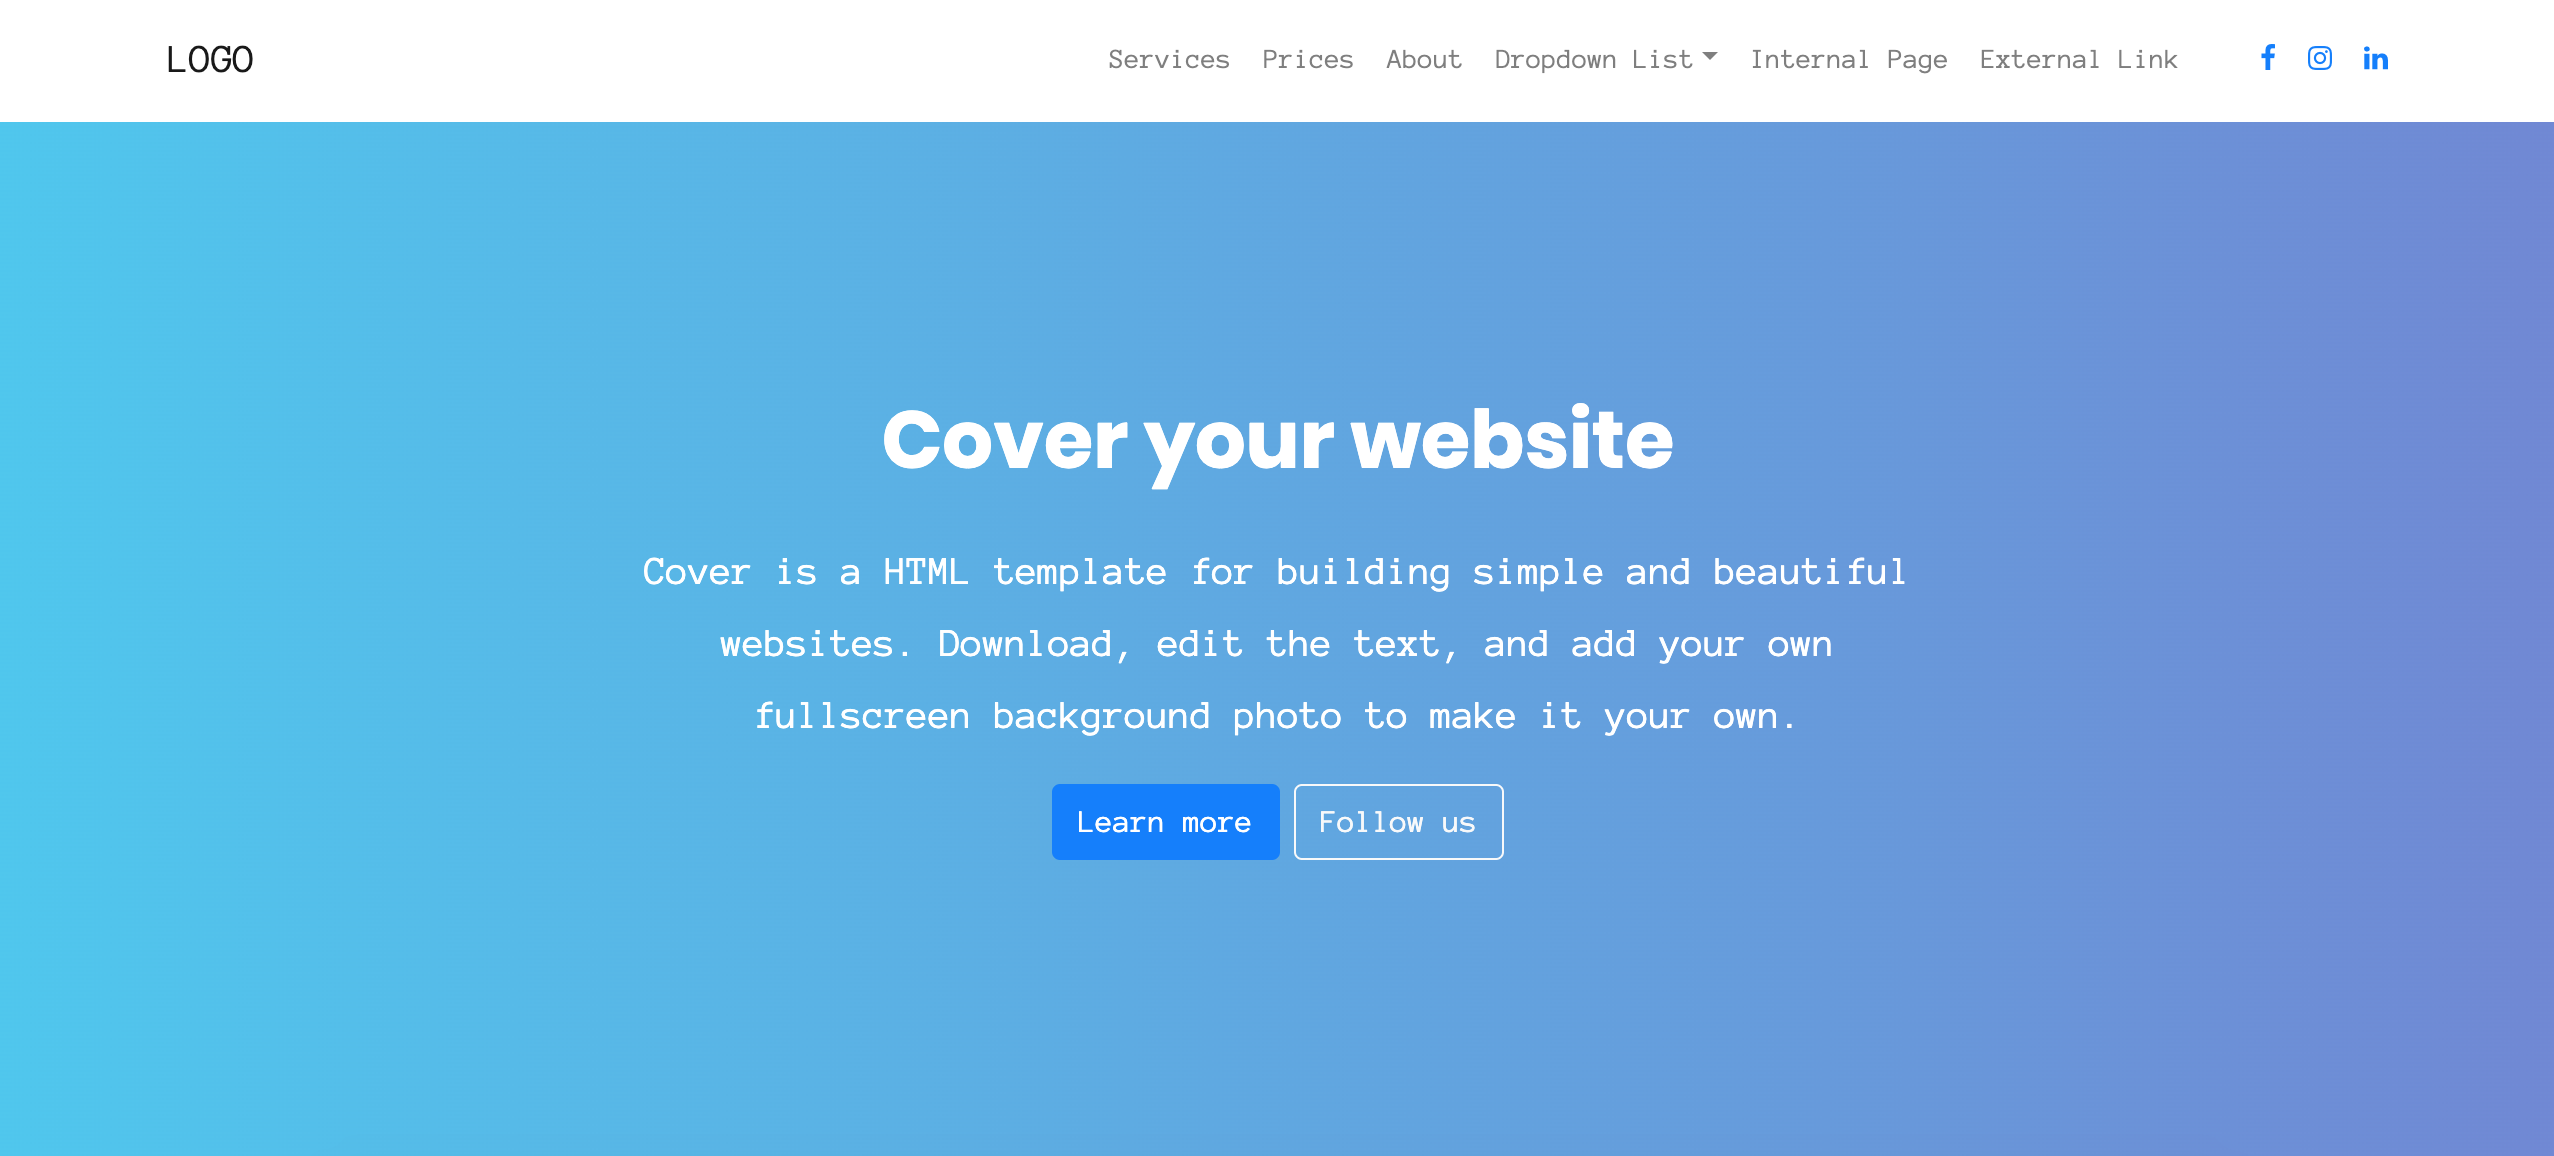 LOGO Services Prices About Dropdown List Internal Page External Link
Cover your website
Cover is a HTML template for building simple and beautiful
websites. Download, edit the text, and add your own
fullscreen background photo to make it your own.
Learn more Follow us